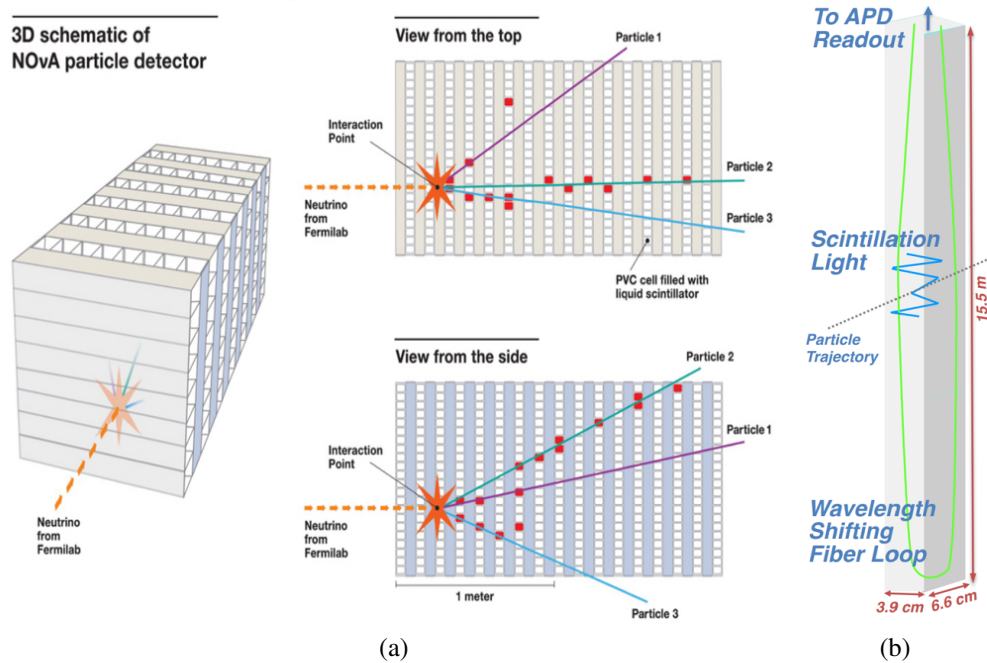 3D schematic of
NOvA particle detector
Neutrino
from
Fermilab
View from the top
Particle 1
Interaction
Point
Particle 2
Neutrino
from
Fermilab
Particle 3
PVC cell filled with
liquid scintillator
View from the side
Particle 2
Particle 1
Interaction
Point
Neutrino
from
Fermilab
1 meter
Particle 3
(a)
To APD
Readout
Scintillation
Light
Particle
Trajectory
15.5 m
Wavelength
Shifting
Fiber Loop
3.9 cm
6.6 cm
(b)